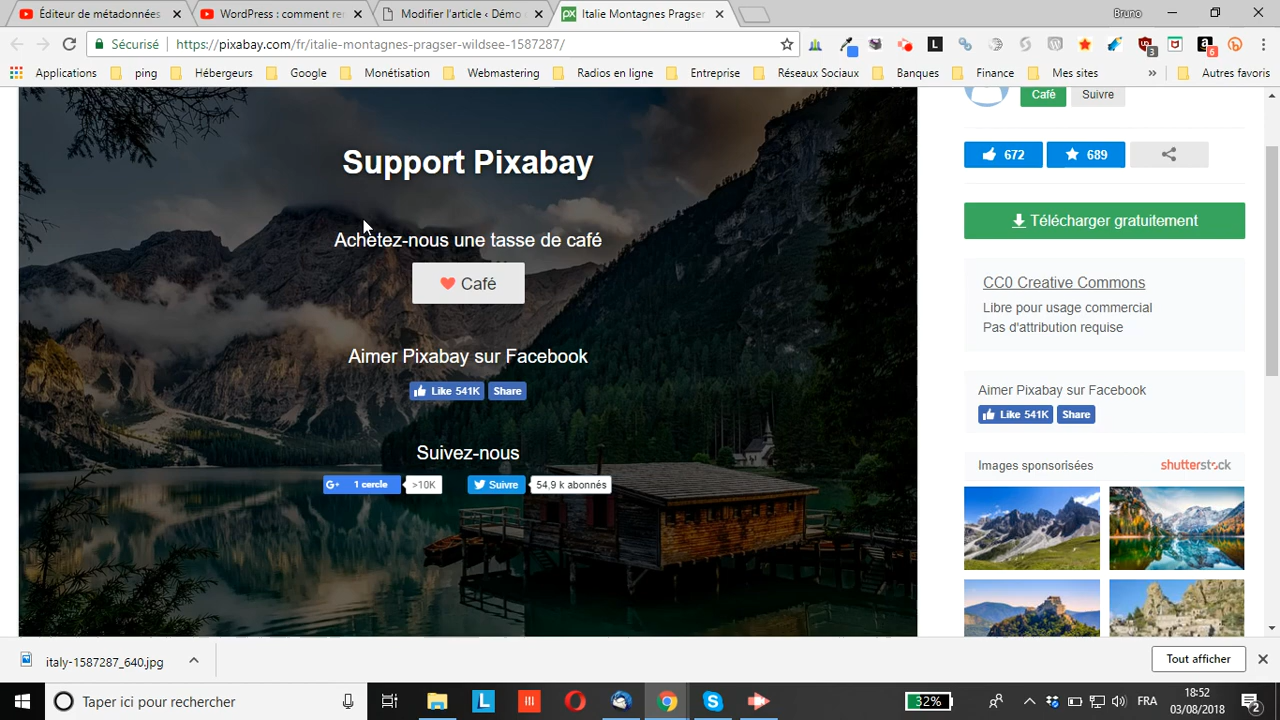 Éditeur de métadonnées
WordPress : comment ren
Modifier l'article ‹ Démo
Italie Montagnes Pragser
Bruno
Sécurisé
https://pixabay.com/fr/italie-montagnes-pragser-wildsee-1587287/
Applications
ping
Hébergeurs
Google
Monétisation
Webmastering
Radios en ligne
Entreprise
Réseaux Sociaux
Banques
Finance
Mes sites
»
Autres favoris
Support Pixabay
Achetez-nous une tasse de café
Café
Aimer Pixabay sur Facebook
Like 541K
Share
Suivez-nous
G+ 1 cercle
>10K
Suivre
54,9 k abonnés
Café
Suivre
672
689
Télécharger gratuitement
CC0 Creative Commons
Libre pour usage commercial
Pas d'attribution requise
Aimer Pixabay sur Facebook
Like 541K
Share
Images sponsorisées
shutterstock
italy-1587287_640.jpg
Tout afficher
Taper ici pour rechercher
32%
FRA
18:52
03/08/2018
2